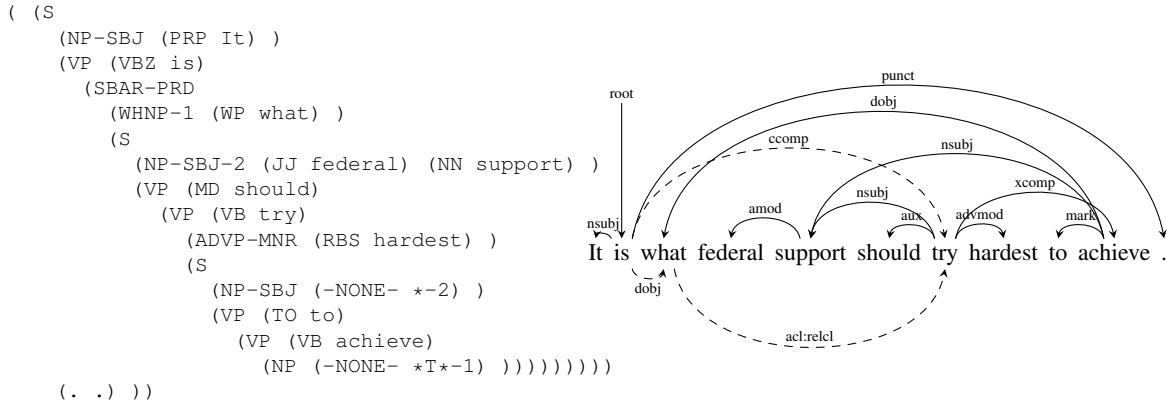 ( (S
(NP-SBJ (PRP It) )
(VP (VBZ is)
(SBAR-PRD
(WHNP-1 (WP what) )
(S
(NP-SBJ-2 (JJ federal) (NN support) )
(VP (MD should)
(VP (VB try)
(ADVP-MNR (RBS hardest) )
(S
(NP-SBJ (-NONE- *-2) )
(VP (TO to)
(VP (VB achieve)
(NP (-NONE- *T*-1) )))))))))
(. .) ))
punct
root
dobj
ccomp
nsubj
xcomp
amod
nsubj
nsubj
aux
advmod
mark
It is what federal support should try hardest to achieve .
dobj
acl:relcl